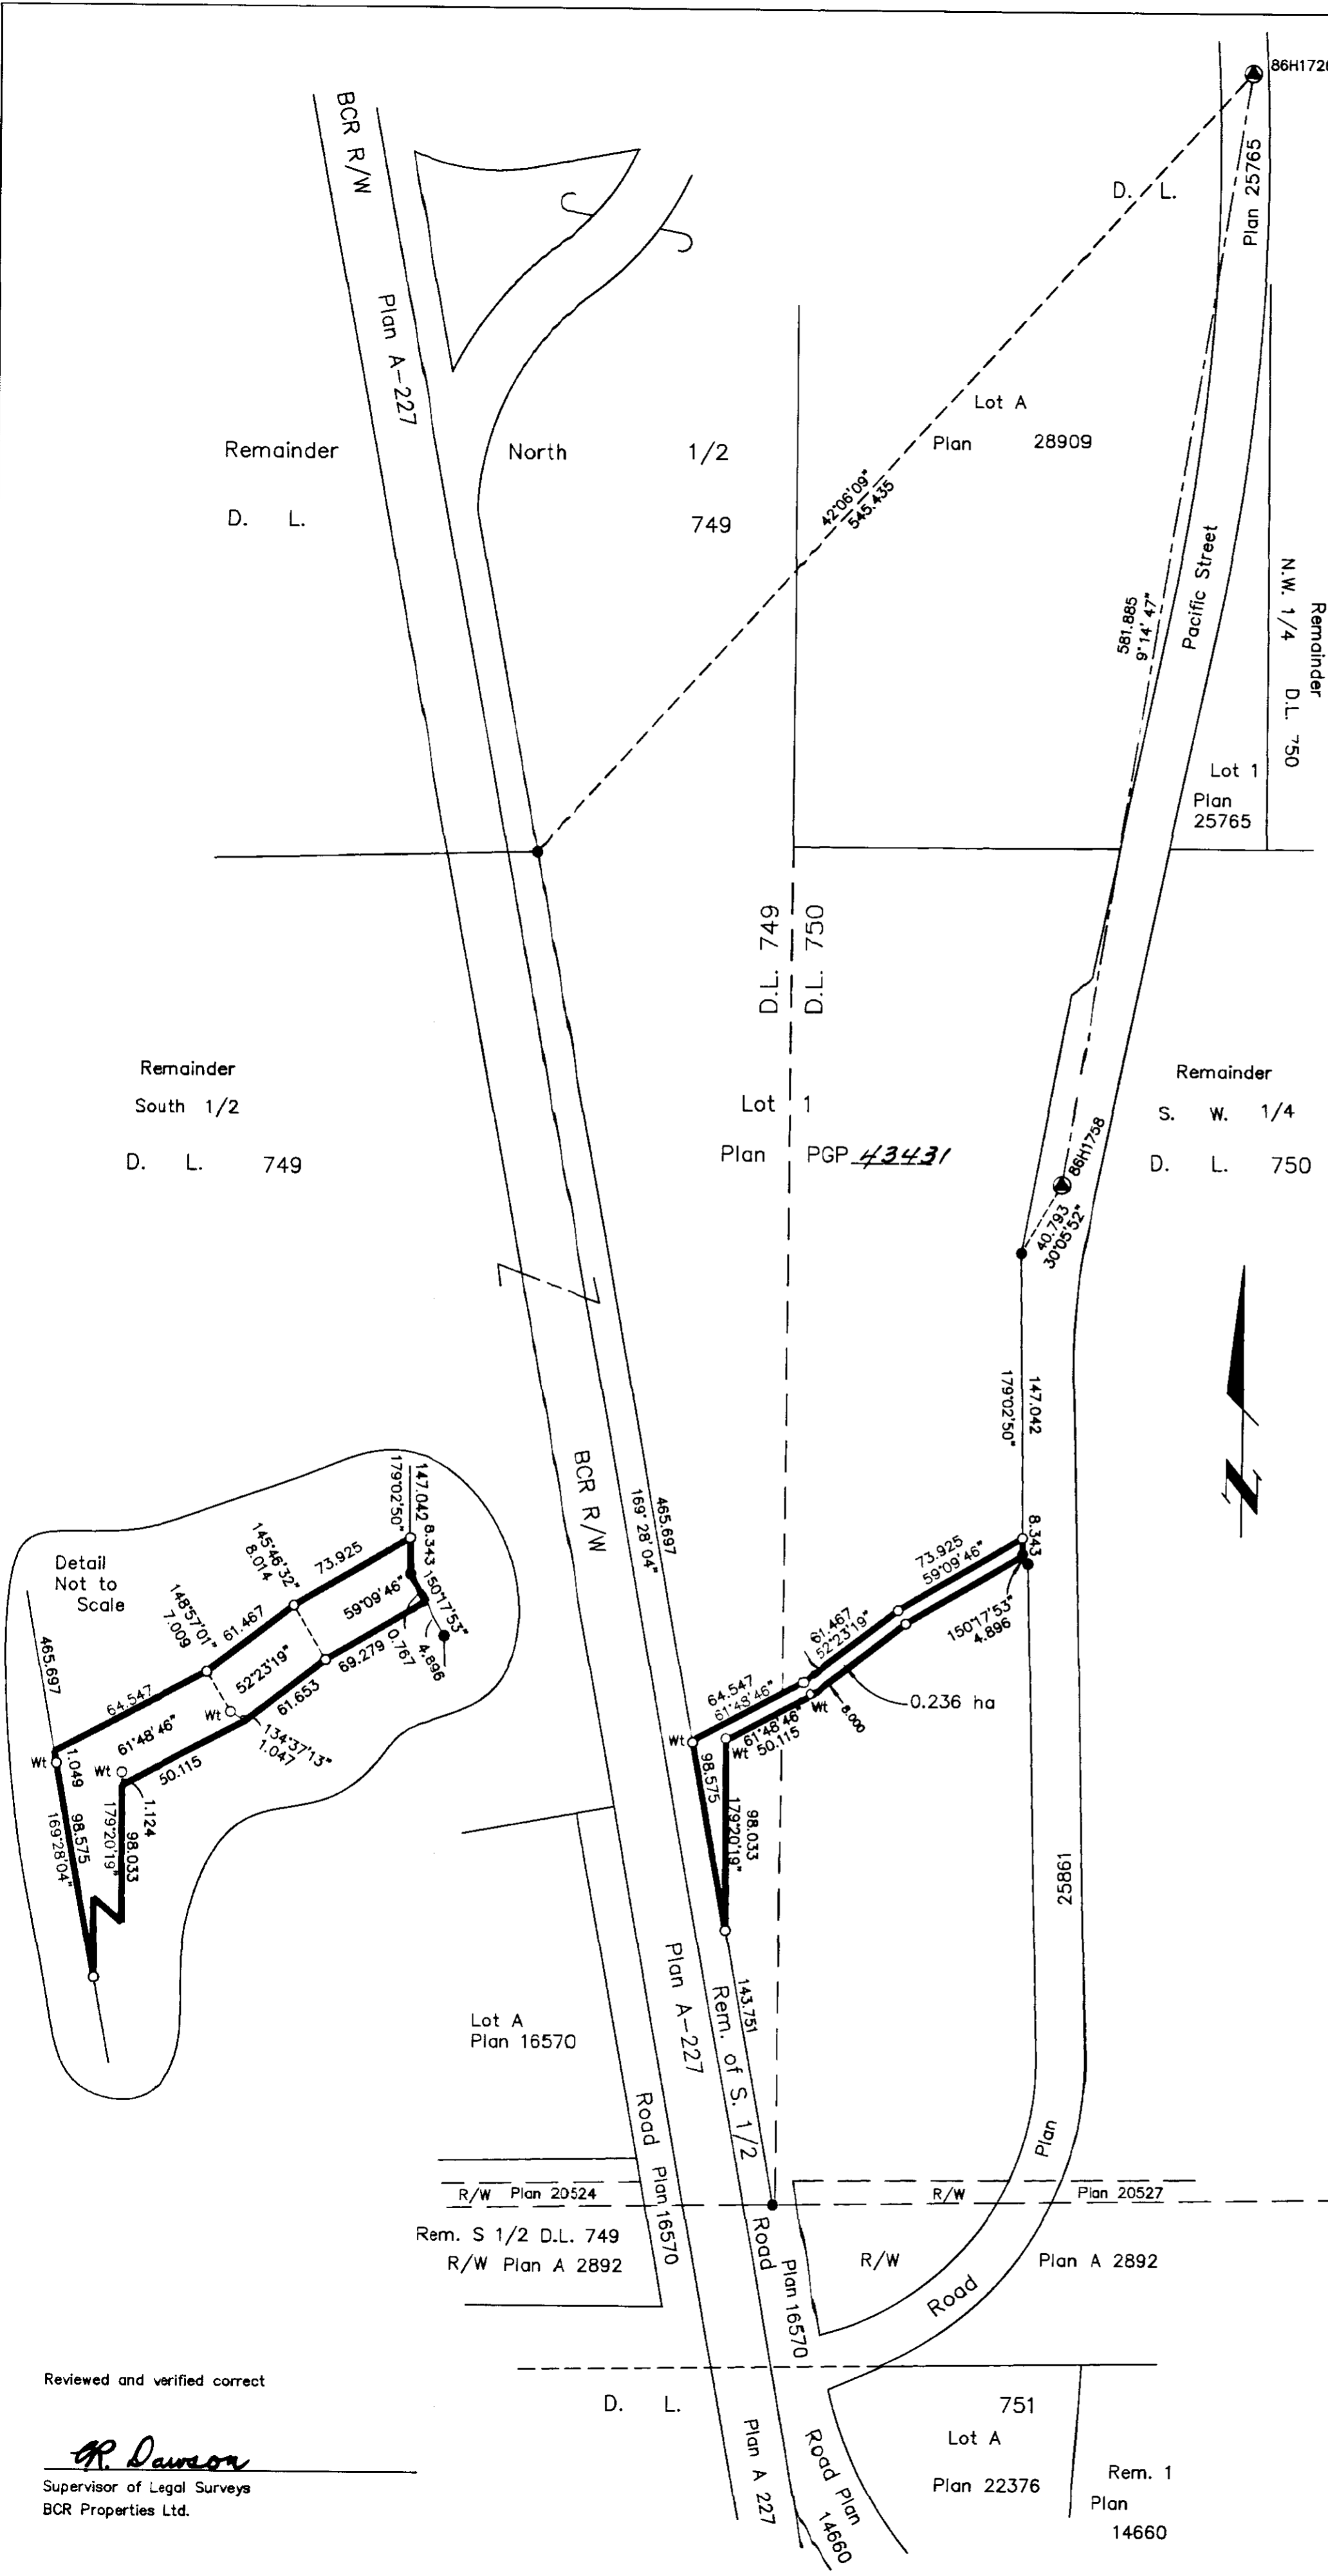 86H172
Plan 25765
D. L.
BCR R/W
Plan A-227
Lot A
Plan 28909
Remainder North 1/2
D. L. 749
42°06'09"
545.435
Pacific Street
581.885
9°14'47"
Remainder
N.W. 1/4 D.L. 750
Lot 1
Plan
25765
D.L. 749
D.L. 750
Remainder
South 1/2
D. L. 749
Lot 1
Plan PGP 43431
Remainder
S. W. 1/4
D. L. 750
86H1758
40.793
30°05'52"
147.042
179°02'50"
N
BCR R/W
465.697
169°28'04"
8.343
73.925
59°09'46"
150°17'53"
4.896
61.467
52°23'19"
64.547
61°48'46"
0.236 ha
8.000
Wt
Wt
Wt
61°48'46"
50.115
98.575
98.033
179°20'19"
25861
Plan
Road
Detail
Not to
Scale
147.042
179°02'50"
8.343
150°17'53"
145°46'32"
8.014
73.925
59°09'46"
148°57'01"
7.009
61.467
52°23'19"
69.279
0.767
4.896
465.697
64.547
61°48'46"
Wt
61.653
134°37'13"
1.047
Wt
1.049
Wt
50.115
1.124
98.575
169°28'04"
98.033
179°20'19"
Plan A-227
Rem. of S. 1/2
143.751
Lot A
Plan 16570
Road Plan 16570
R/W Plan 20524
R/W Plan 20527
Rem. S 1/2 D.L. 749
R/W Plan A 2892
Road Plan 16570
R/W Plan A 2892
D. L. 751
Plan A 227
Road Plan 14660
Lot A
Plan 22376
Rem. 1
Plan
14660
Reviewed and verified correct
R. Dawson
Supervisor of Legal Surveys
BCR Properties Ltd.